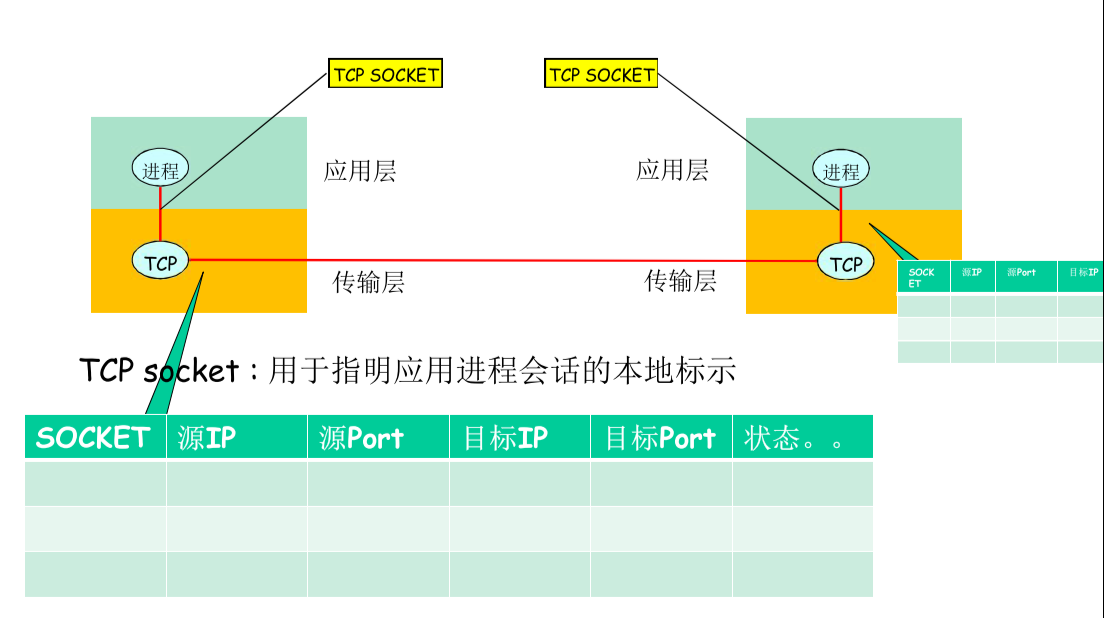 TCP SOCKET
TCP SOCKET
进程
应用层
应用层
进程
TCP
传输层
传输层
TCP
SOCK
ET
源IP
源Port
目标IP
TCP socket：用于指明应用进程会话的本地标示
SOCKET 源IP 源Port 目标IP 目标Port 状态。。